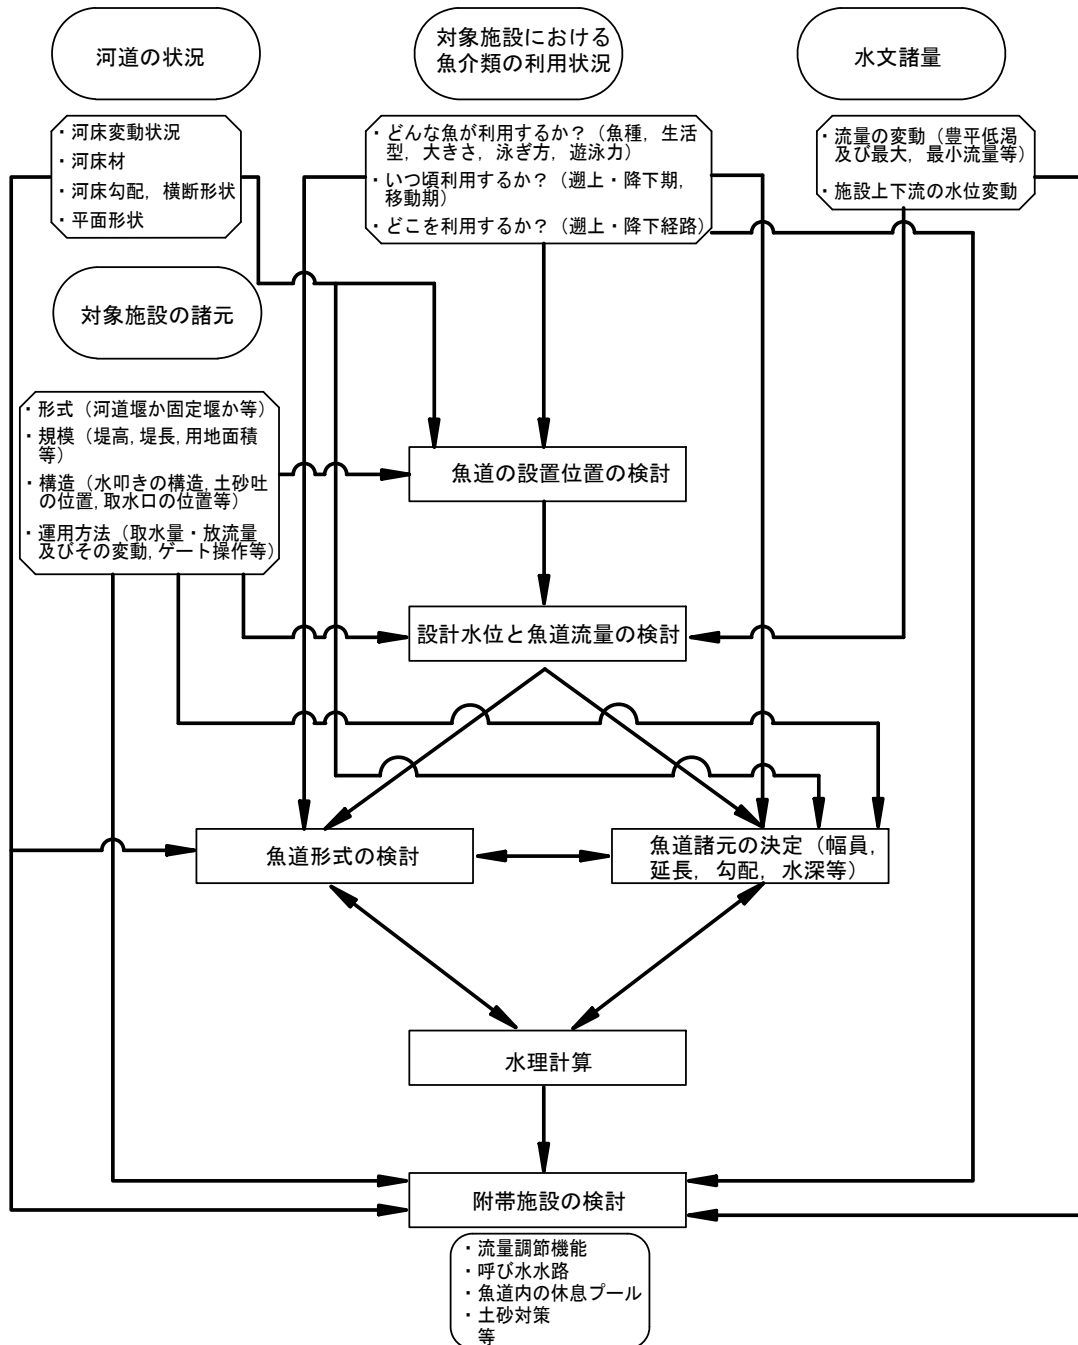 河道の状況
・河床変動状況
・河床材
・河床勾配，横断形状
・平面形状
対象施設における
魚介類の利用状況
・どんな魚が利用するか？（魚種，生活
型，大きさ，泳ぎ方，遊泳力）
・いつ頃利用するか？（遡上・降下期，
移動期）
・どこを利用するか？（遡上・降下経路）
水文諸量
・流量の変動（豊平低渇
及び最大，最小流量等）
・施設上下流の水位変動
対象施設の諸元
・形式（河道堰か固定堰か等）
・規模（堤高，堤長，用地面積
等）
・構造（水叩きの構造，土砂吐
の位置，取水口の位置等）
・運用方法（取水量・放流量
及びその変動，ゲート操作等）
魚道の設置位置の検討
設計水位と魚道流量の検討
魚道形式の検討
魚道諸元の決定（幅員，
延長，勾配，水深等）
水理計算
附帯施設の検討
・流量調節機能
・呼び水水路
・魚道内の休息プール
・土砂対策
等